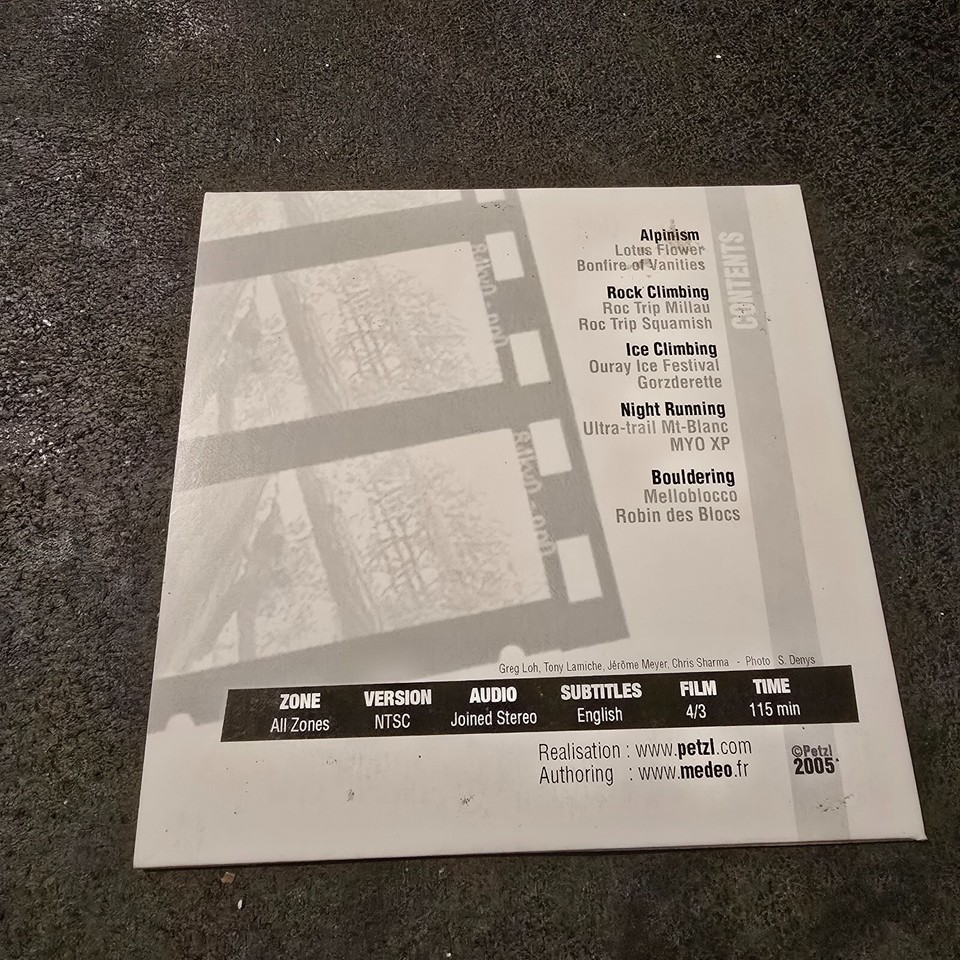 CONTENTS
Alpinism
Lotus Flower
Bonfire of Vanities
Rock Climbing
Roc Trip Millau
Roc Trip Squamish
Ice Climbing
Ouray Ice Festival
Gorzderette
Night Running
Ultra-trail Mt-Blanc
MYO XP
Bouldering
Melloblocco
Robin des Blocs
Greg Loh, Tony Lamiche, Jérôme Meyer, Chris Sharma - Photo S. Denys
ZONE VERSION AUDIO SUBTITLES FILM TIME
All Zones NTSC Joined Stereo English 4/3 115 min
Realisation : www.petzl.com
Authoring : www.medeo.fr
©Petzl
2005